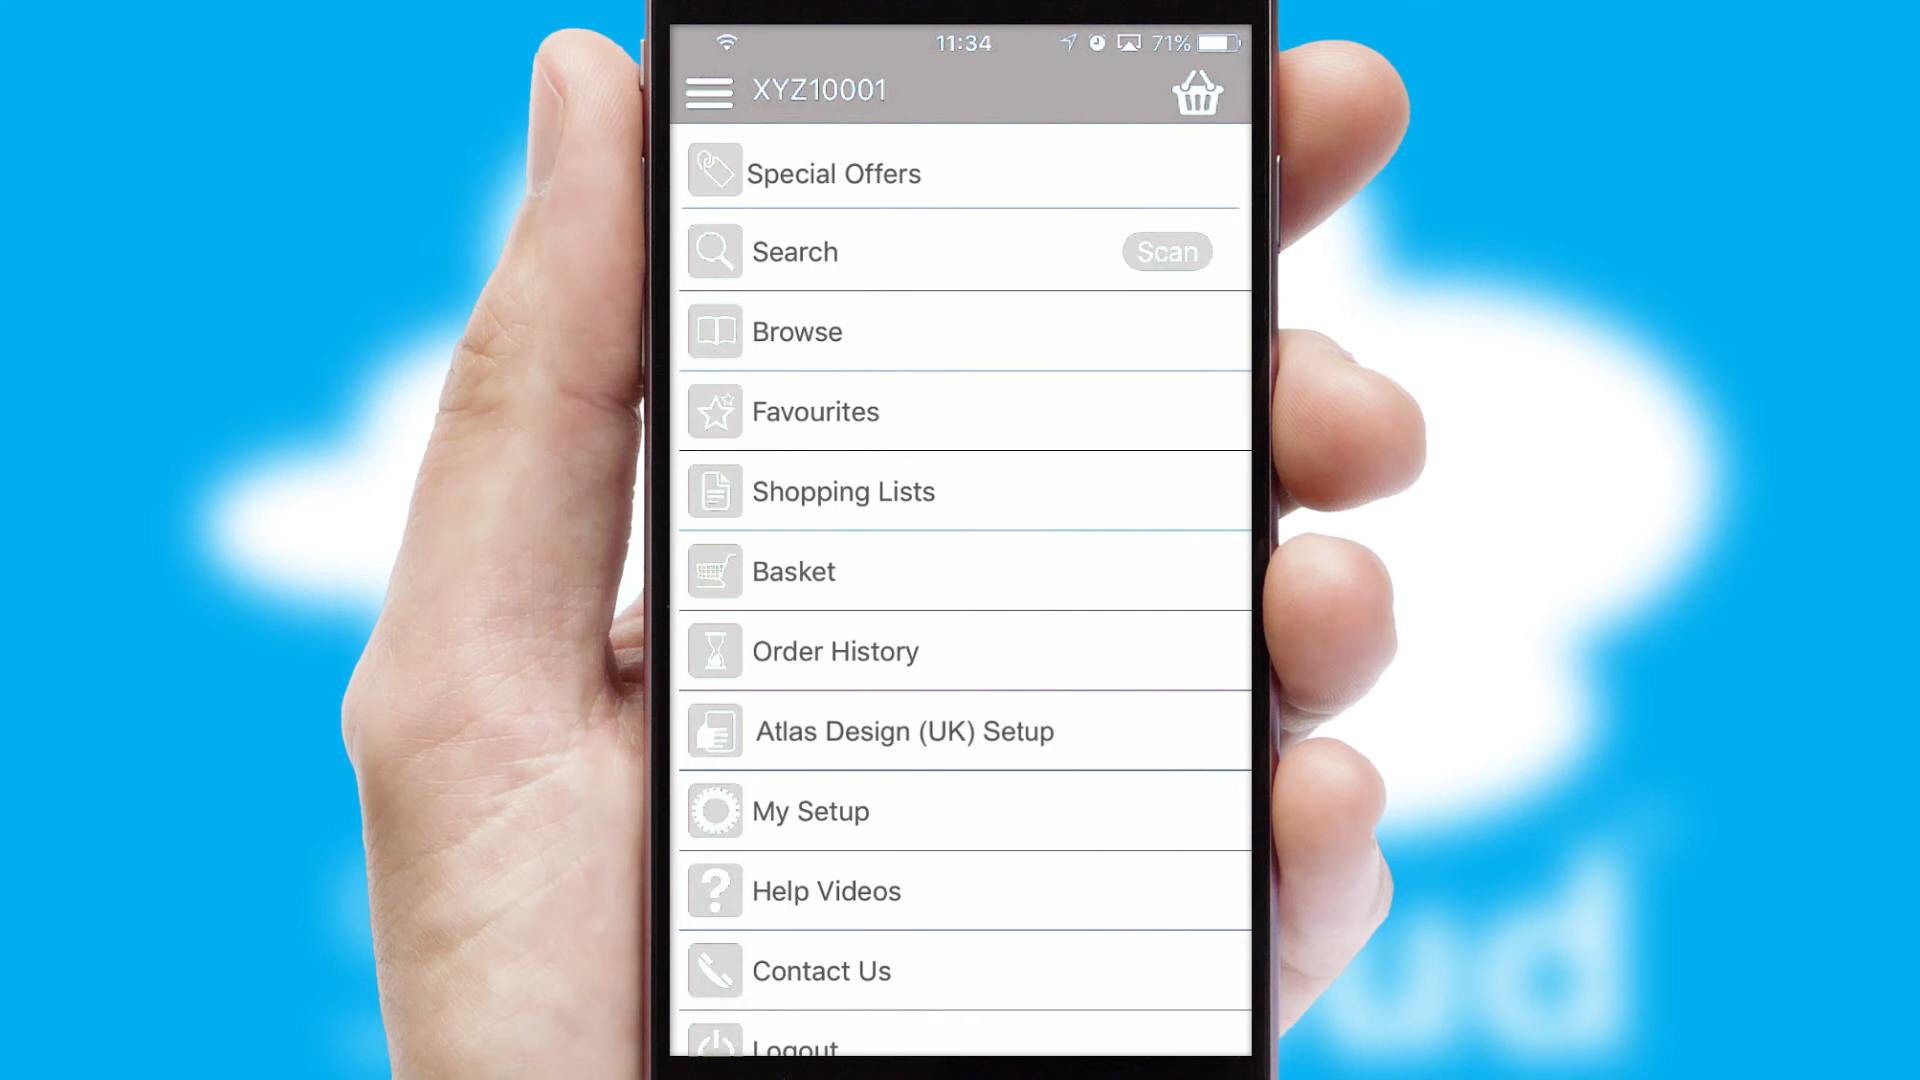 11:34
71%
XYZ10001
Special Offers
Search
Scan
Browse
Favourites
Shopping Lists
Basket
Order History
Atlas Design (UK) Setup
My Setup
Help Videos
Contact Us
Logout
ud